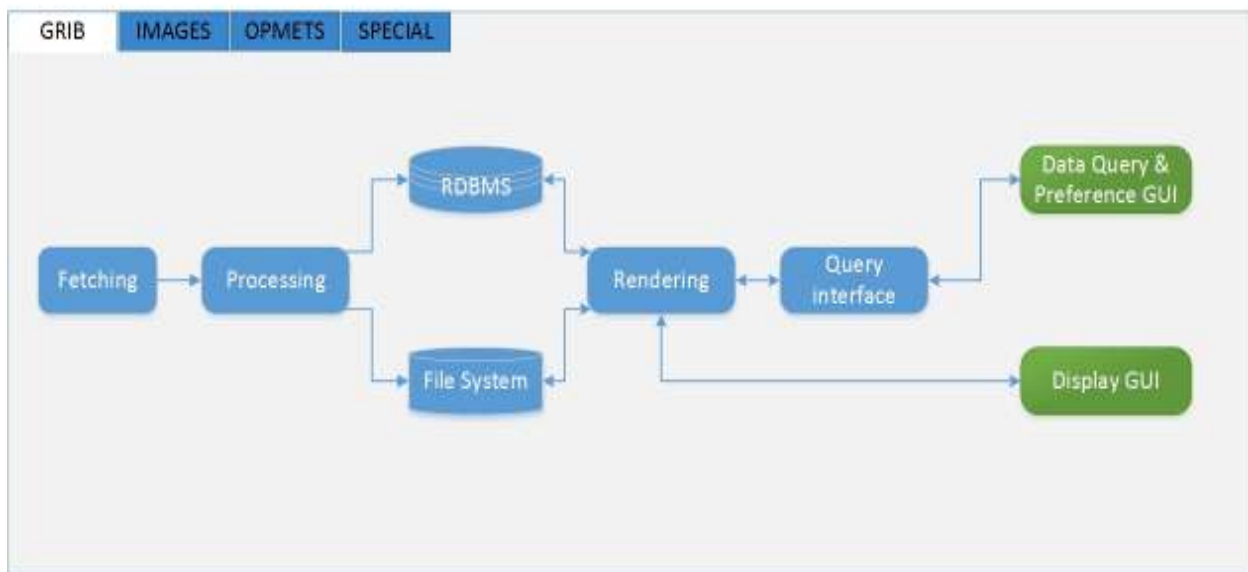 GRIB IMAGES OPMETS SPECIAL
RDBMS
Data Query &
Preference GUI
Fetching
Processing
Rendering
Query
interface
File System
Display GUI